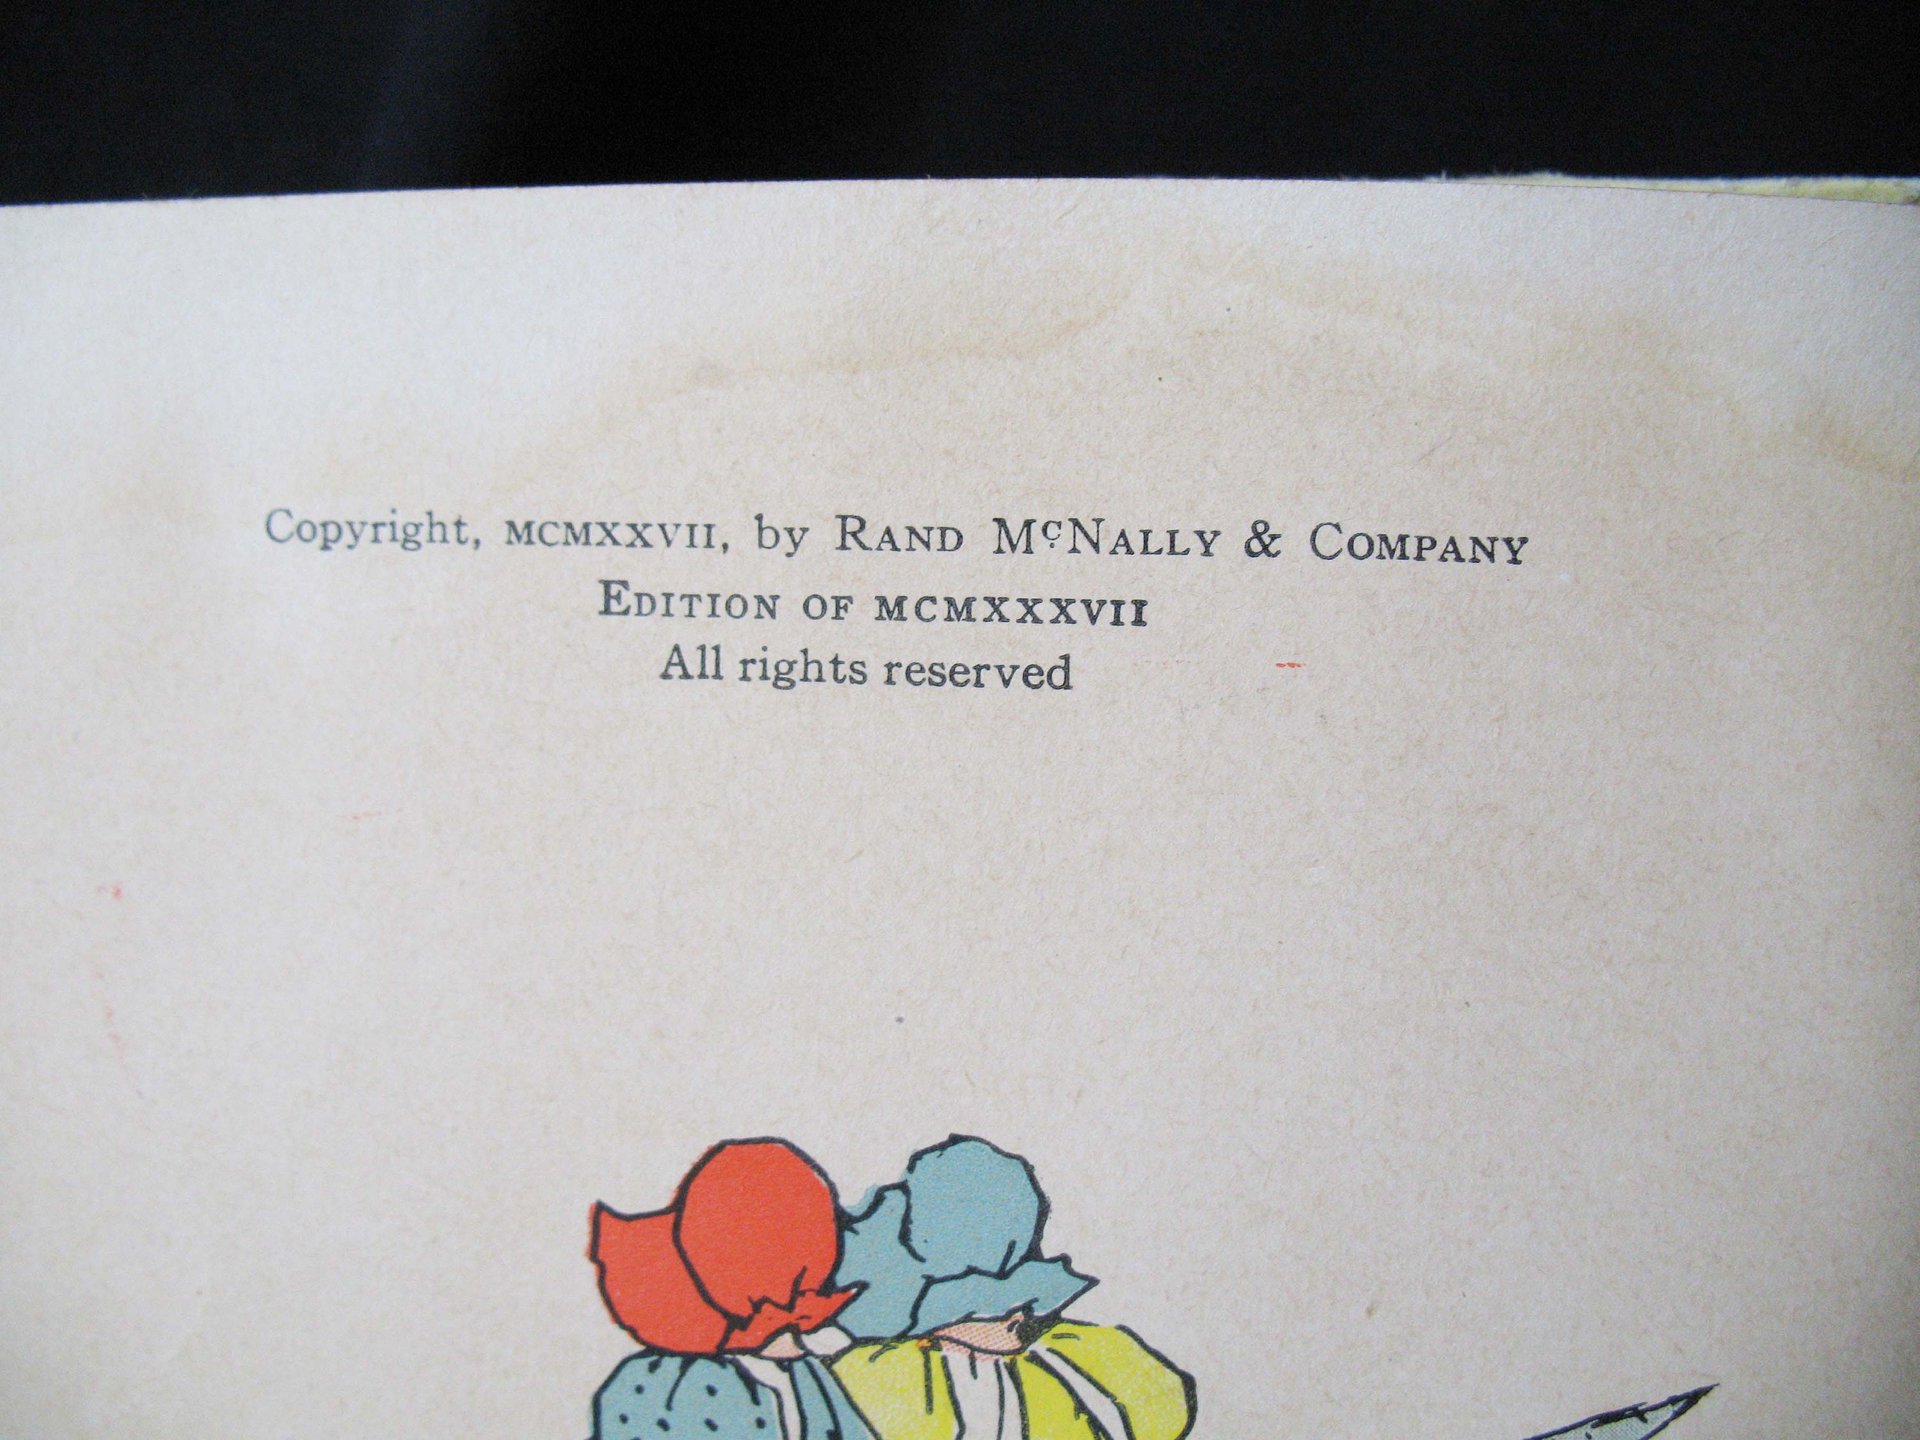 Copyright, MCMXXVII, by RAND MCNALLY & COMPANY
EDITION OF MCMXXXVII
All rights reserved